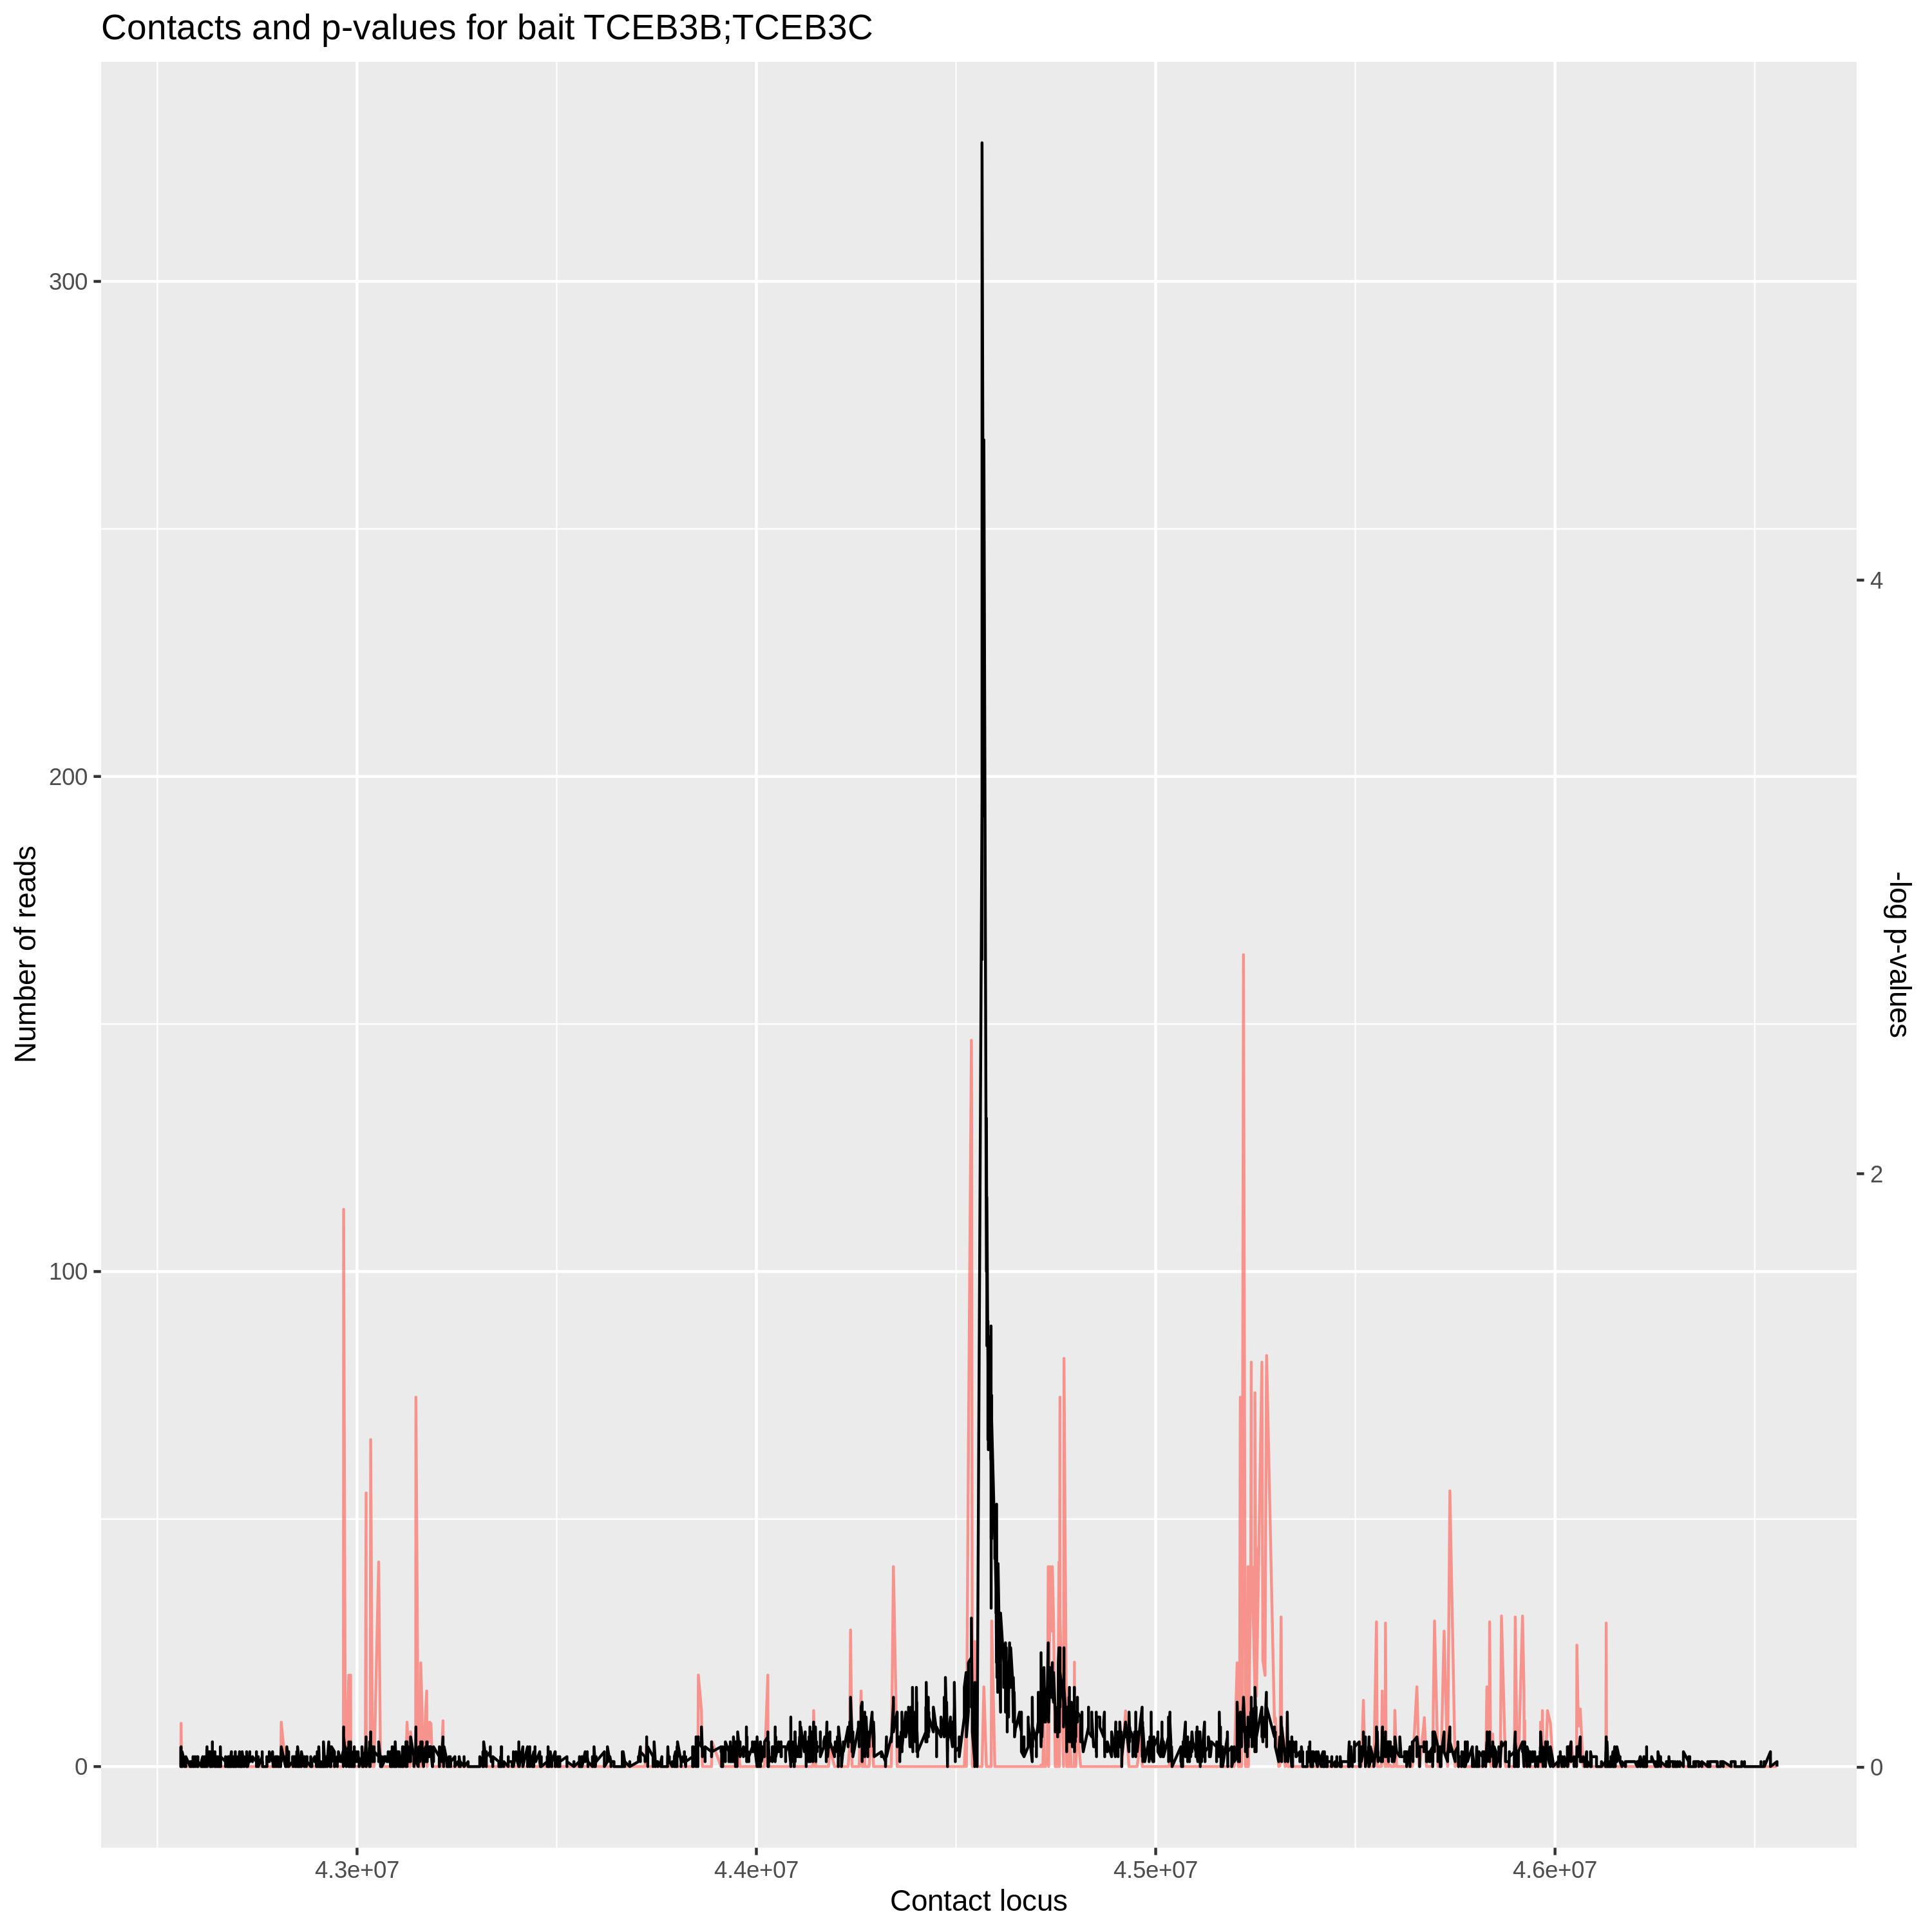 Contacts and p-values for bait TCEB3B;TCEB3C
300
200
100
0
Number of reads
4
2
0
-log p-values
4.3e+07
4.4e+07
4.5e+07
4.6e+07
Contact locus